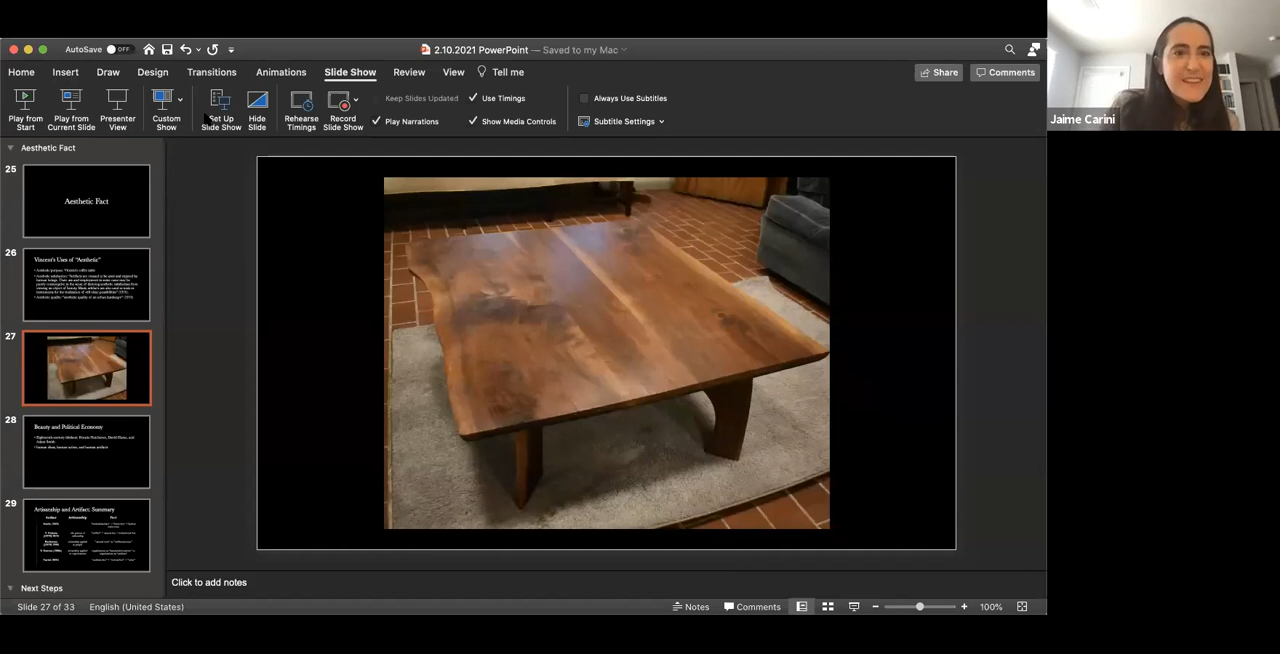 AutoSave OFF
2.10.2021 PowerPoint — Saved to my Mac
Home Insert Draw Design Transitions Animations Slide Show Review View Tell me Share Comments
Play from Start
Play from Current Slide
Presenter View
Custom Show
Set Up Slide Show
Hide Slide
Rehearse Timings
Record Slide Show
Keep Slides Updated
Use Timings
Play Narrations
Show Media Controls
Always Use Subtitles
Subtitle Settings
Jaime Carini
Aesthetic Fact
25
Aesthetic Fact
26
Vincent's Uses of "Aesthetic"
27
28
Beauty and Political Economy
29
Artisanship and Artifact: Summary
Next Steps
Click to add notes
Slide 27 of 33 English (United States) Notes Comments 100%